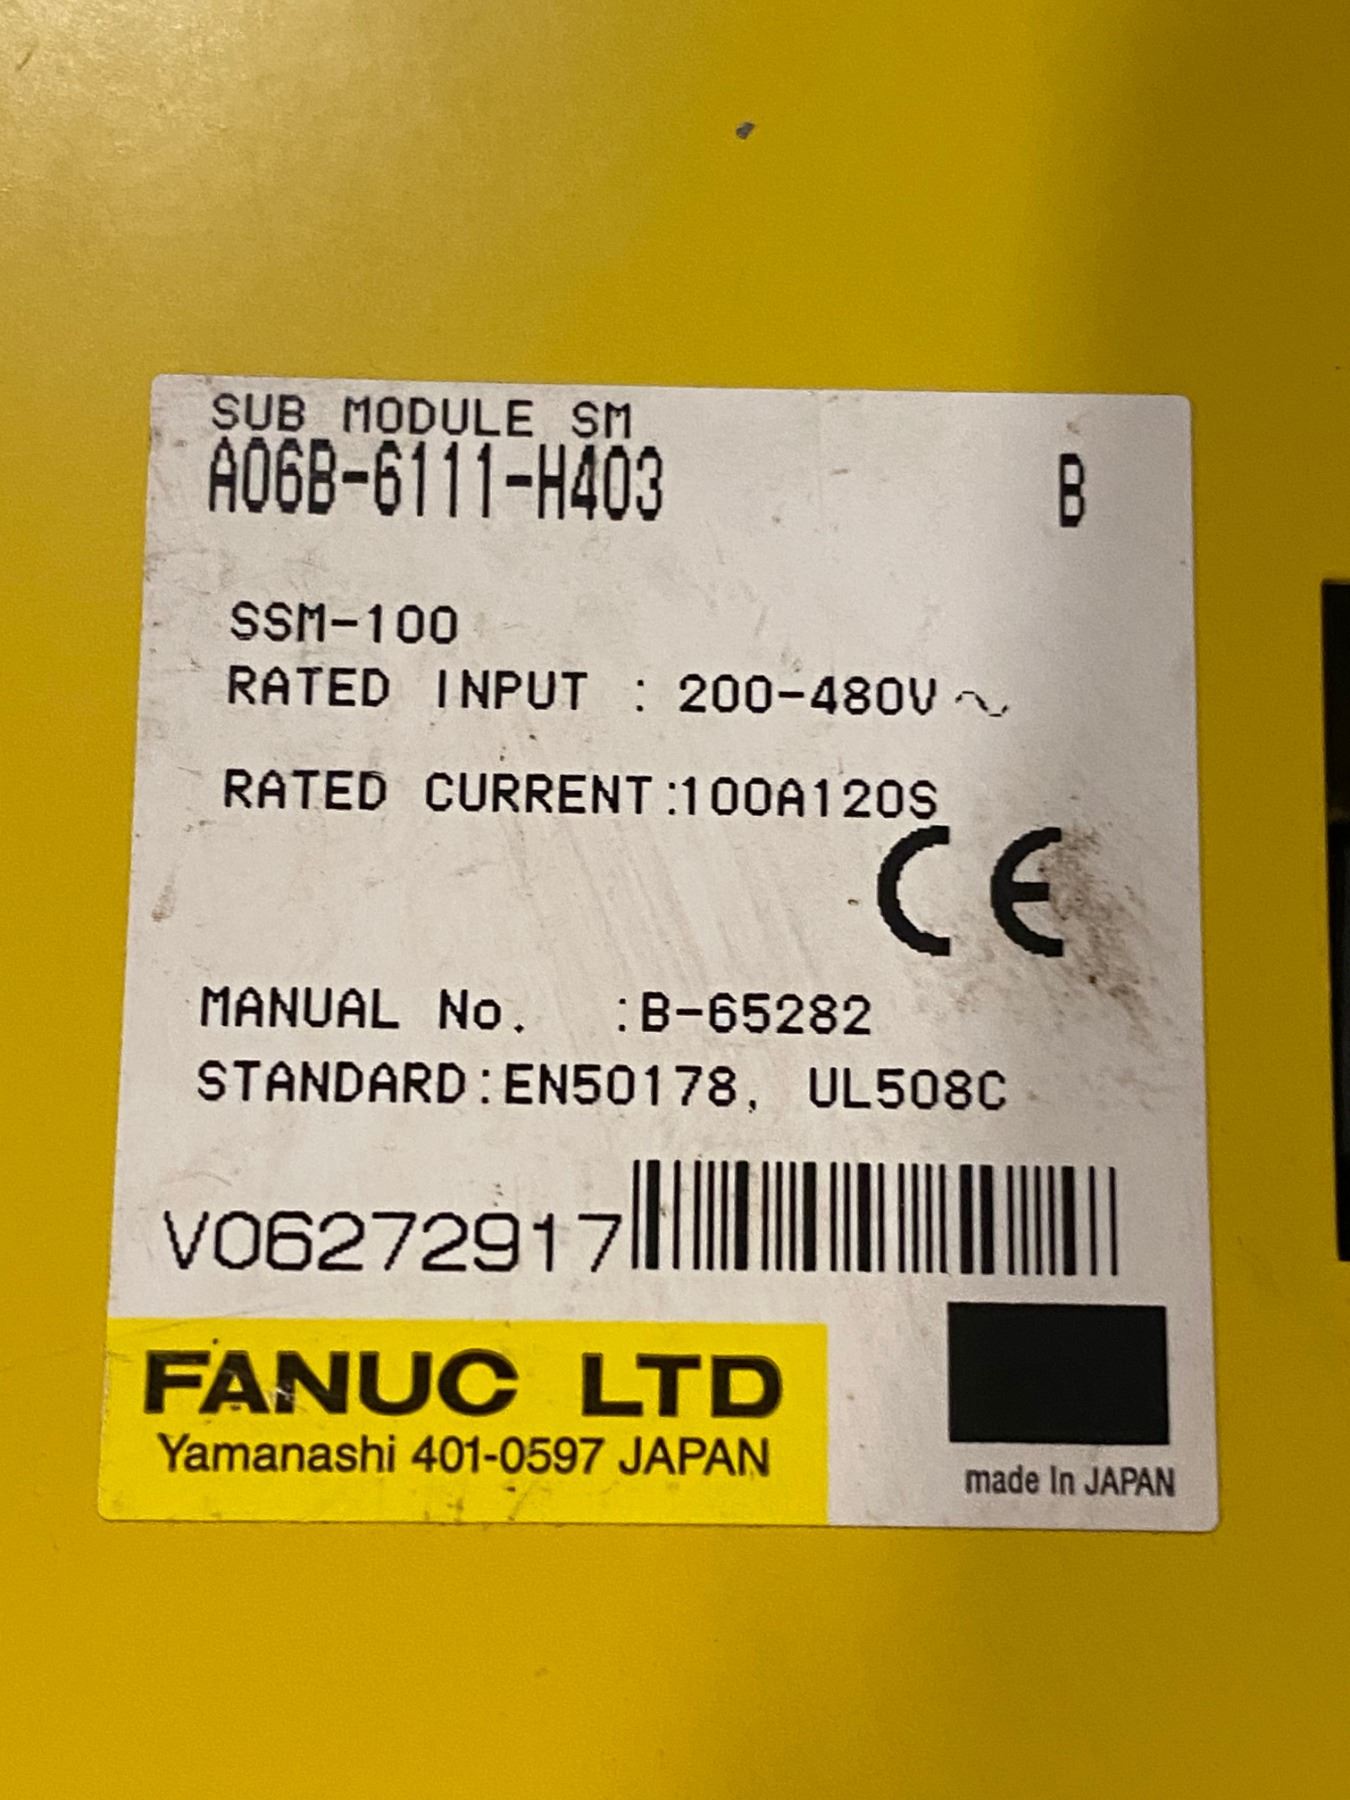 SUB MODULE SM
A06B-6111-H403 B
SSM-100
RATED INPUT : 200-480V ~
RATED CURRENT:100A120S
CE
MANUAL No. :B-65282
STANDARD:EN50178, UL508C
V06272917
FANUC LTD
Yamanashi 401-0597 JAPAN
made In JAPAN